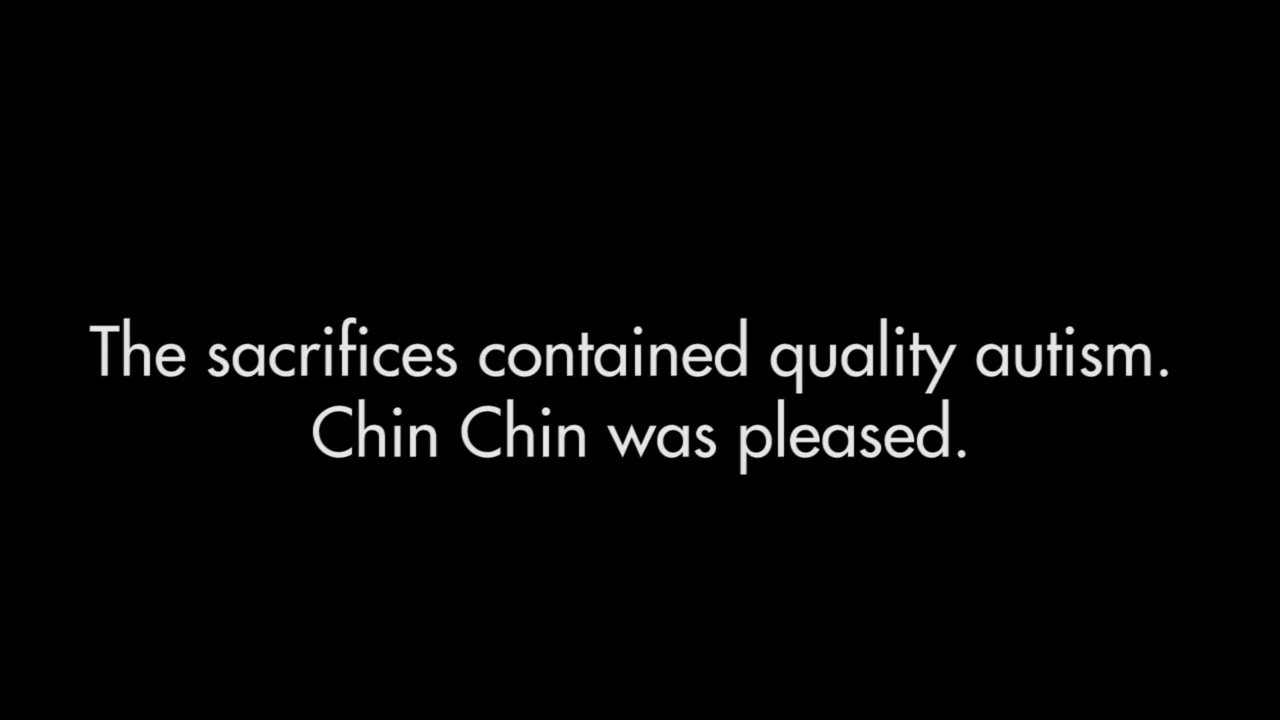 The sacrifices contained quality autism.
Chin Chin was pleased.